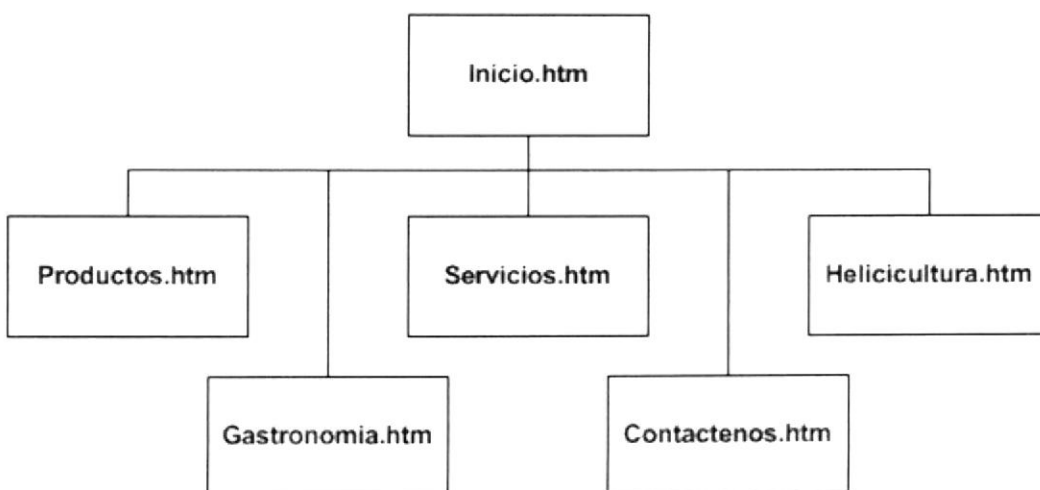 Inicio.htm
Productos.htm
Servicios.htm
Helicicultura.htm
Gastronomia.htm
Contactenos.htm